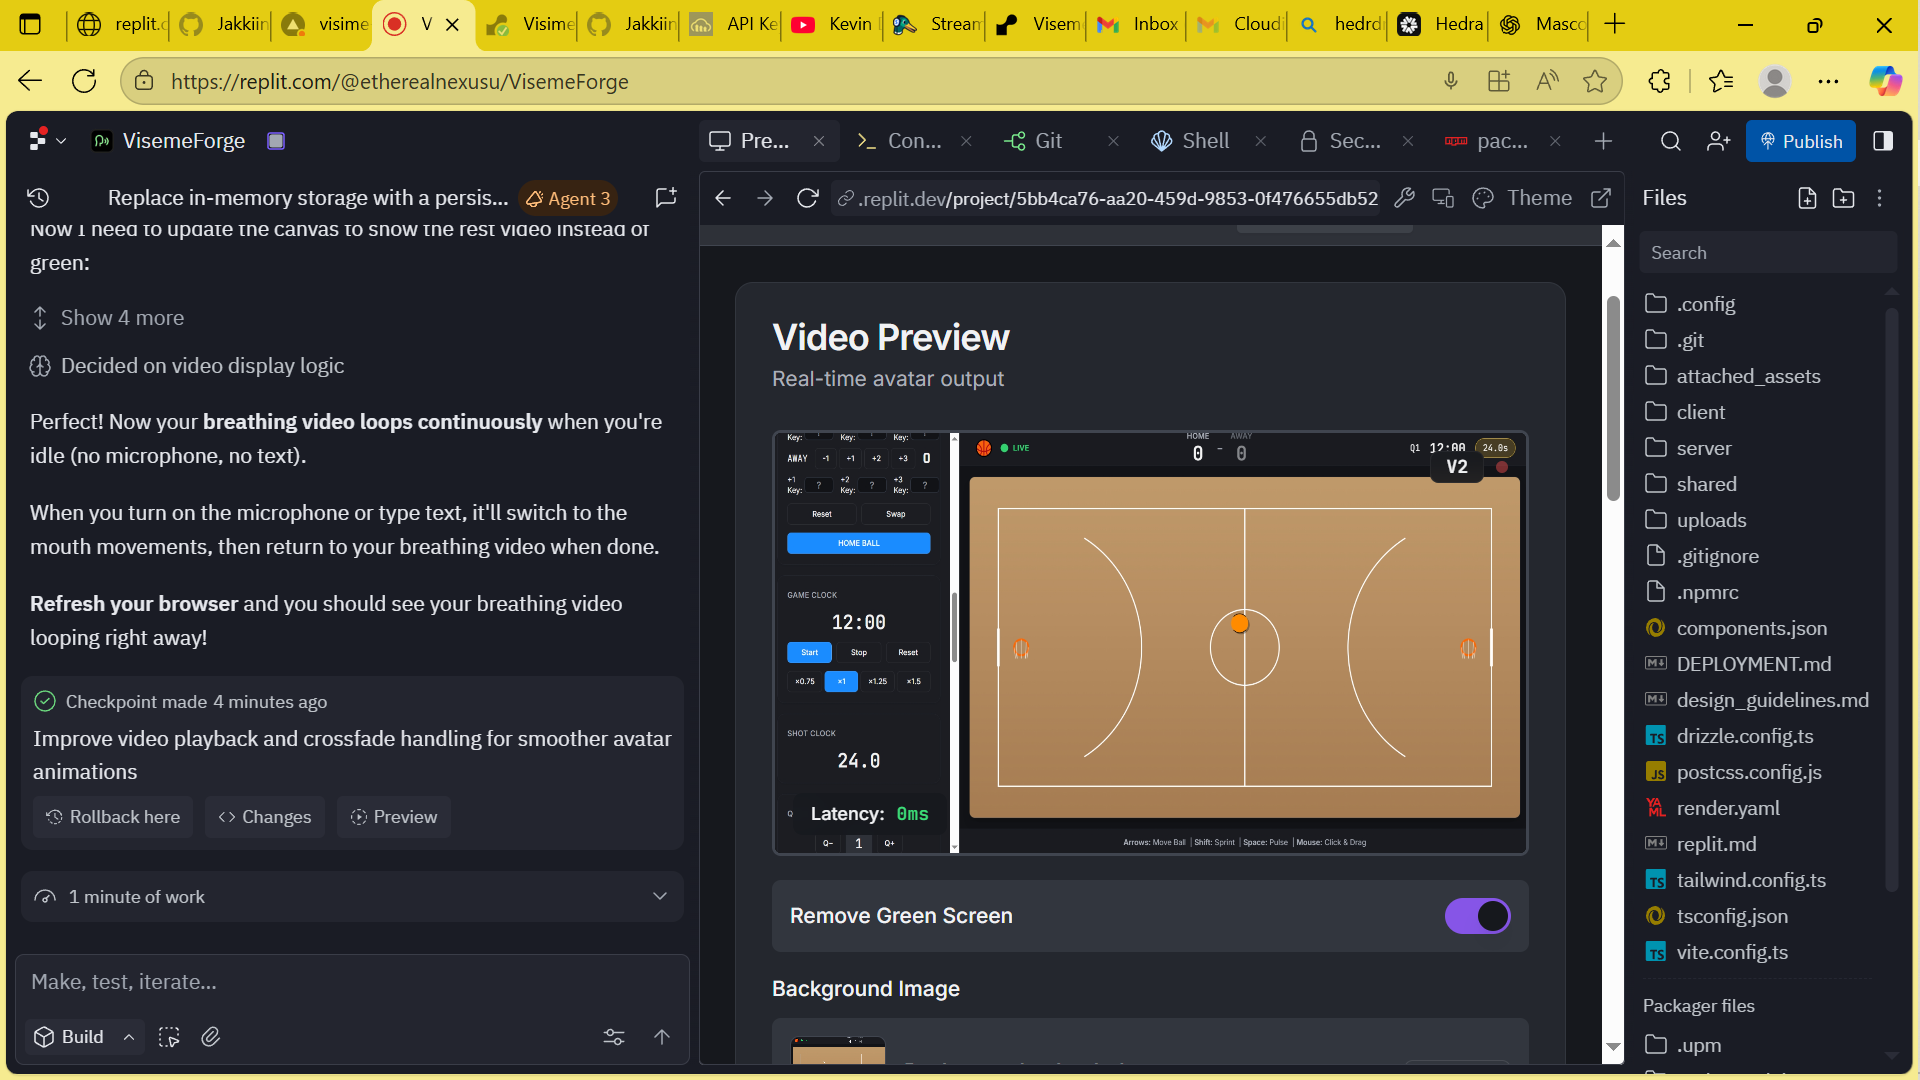 replit.c
Jakkiin
visime
V
Visime
Jakkiin
API Ke
Kevin
Stream
Visem
Inbox
Cloudi
hedrd
Hedra
Masco
https://replit.com/@etherealnexusu/VisemeForge
VisemeForge
Pre...
Con...
Git
Shell
Sec...
pac...
Publish
Replace in-memory storage with a persis...
Agent 3
.replit.dev/project/5bb4ca76-aa20-459d-9853-0f476655db52
Theme
Files
Now I need to update the canvas to show the rest video instead of
green:
Show 4 more
Decided on video display logic
Perfect! Now your breathing video loops continuously when you're
idle (no microphone, no text).
When you turn on the microphone or type text, it'll switch to the
mouth movements, then return to your breathing video when done.
Refresh your browser and you should see your breathing video
looping right away!
Checkpoint made 4 minutes ago
Improve video playback and crossfade handling for smoother avatar
animations
Rollback here
Changes
Preview
1 minute of work
Make, test, iterate...
Build
Video Preview
Real-time avatar output
Key:
Key:
Key:
AWAY -1 +1 +2 +3 0
+1 Key: ?
+2 Key: ?
+3 Key: ?
Reset
Swap
HOME BALL
GAME CLOCK
12:00
Start
Stop
Reset
×0.75
×1
×1.25
×1.5
SHOT CLOCK
24.0
Q
Latency: 0ms
Q- 1 Q+
LIVE
HOME AWAY
0 - 0
Q1 12:00 24.0s
V2
Arrows: Move Ball | Shift: Sprint | Space: Pulse | Mouse: Click & Drag
Remove Green Screen
Background Image
Search
.config
.git
attached_assets
client
server
shared
uploads
.gitignore
.npmrc
components.json
DEPLOYMENT.md
design_guidelines.md
drizzle.config.ts
postcss.config.js
render.yaml
replit.md
tailwind.config.ts
tsconfig.json
vite.config.ts
Packager files
.upm